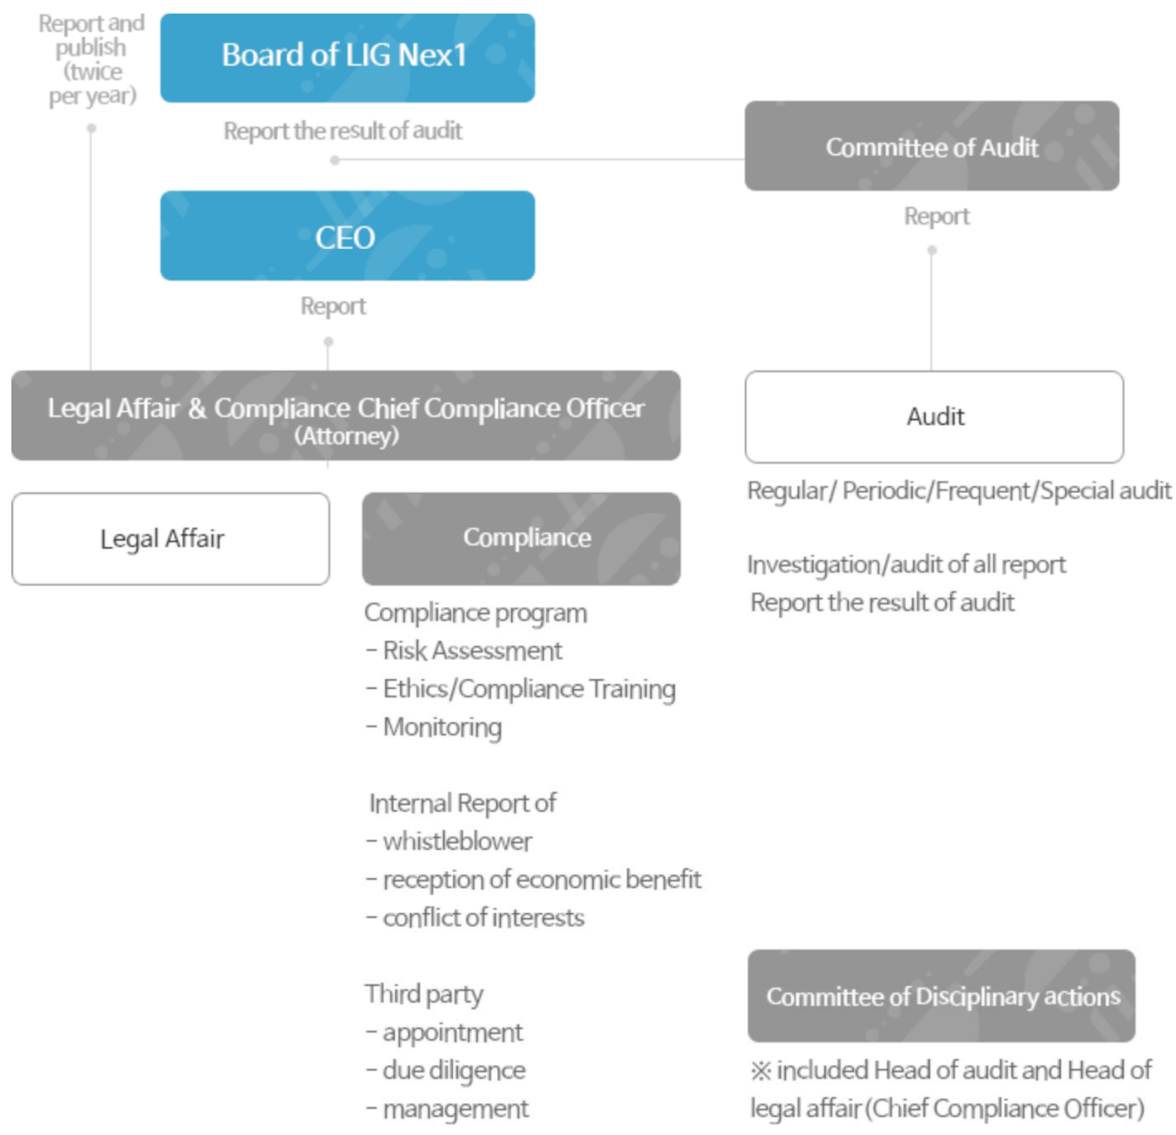 Report and
publish
(twice
per year)
Board of LIG Nex1
Report the result of audit
Committee of Audit
Report
CEO
Report
Legal Affair & Compliance Chief Compliance Officer
(Attorney)
Audit
Regular/ Periodic/Frequent/Special audit
Investigation/audit of all report
Report the result of audit
Legal Affair
Compliance
Compliance program
- Risk Assessment
- Ethics/Compliance Training
- Monitoring
Internal Report of
- whistleblower
- reception of economic benefit
- conflict of interests
Third party
- appointment
- due diligence
- management
Committee of Disciplinary actions
※ included Head of audit and Head of
legal affair(Chief Compliance Officer)